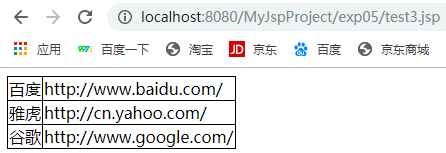 localhost:8080/MyJspProject/exp05/test3.jsp
应用 997 百度一下 淘宝 JD 京东 百度 京东商城
百度 http://www.baidu.com/
雅虎 http://cn.yahoo.com/
谷歌 http://www.google.com/